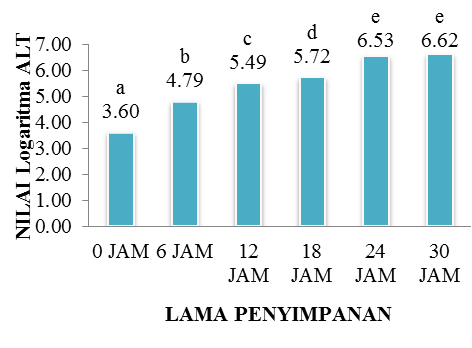 NILAI Logaritma ALT
7.00
6.00
5.00
4.00
3.00
2.00
1.00
0.00
a
3.60
b
4.79
c
5.49
d
5.72
e
6.53
e
6.62
0 JAM
6 JAM
12
JAM
18
JAM
24
JAM
30
JAM
LAMA PENYIMPANAN